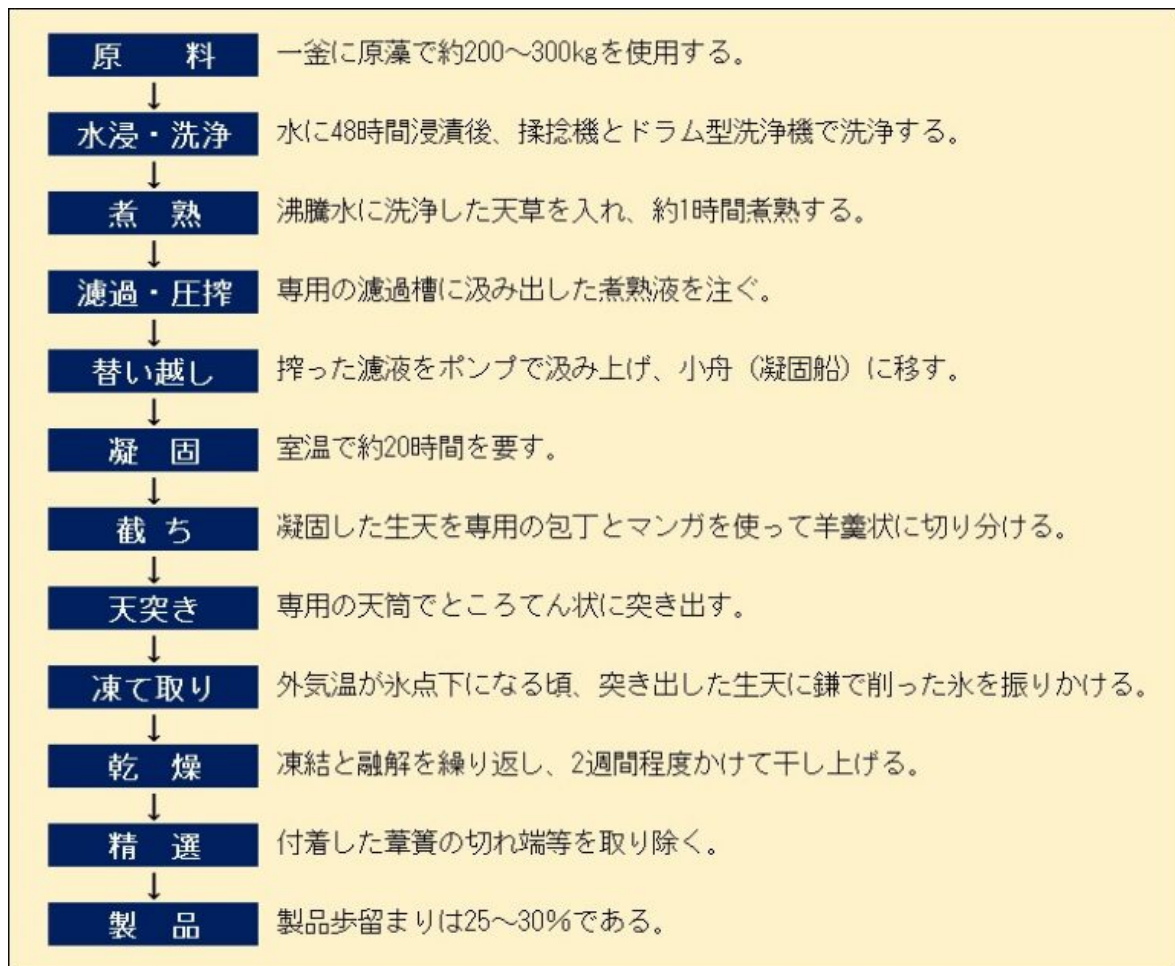 原　料　一釜に原藻で約200～300kgを使用する。
↓
水浸・洗浄　水に48時間浸漬後、揉捻機とドラム型洗浄機で洗浄する。
↓
煮　熟　沸騰水に洗浄した天草を入れ、約1時間煮熟する。
↓
濾過・圧搾　専用の濾過槽に汲み出した煮熟液を注ぐ。
↓
替い越し　搾った濾液をポンプで汲み上げ、小舟（凝固船）に移す。
↓
凝　固　室温で約20時間を要す。
↓
截ち　凝固した生天を専用の包丁とマンガを使って羊羹状に切り分ける。
↓
天突き　専用の天筒でところてん状に突き出す。
↓
凍て取り　外気温が氷点下になる頃、突き出した生天に鎌で削った氷を振りかける。
↓
乾　燥　凍結と融解を繰り返し、2週間程度かけて干し上げる。
↓
精　選　付着した葦簀の切れ端等を取り除く。
↓
製　品　製品歩留まりは25～30％である。